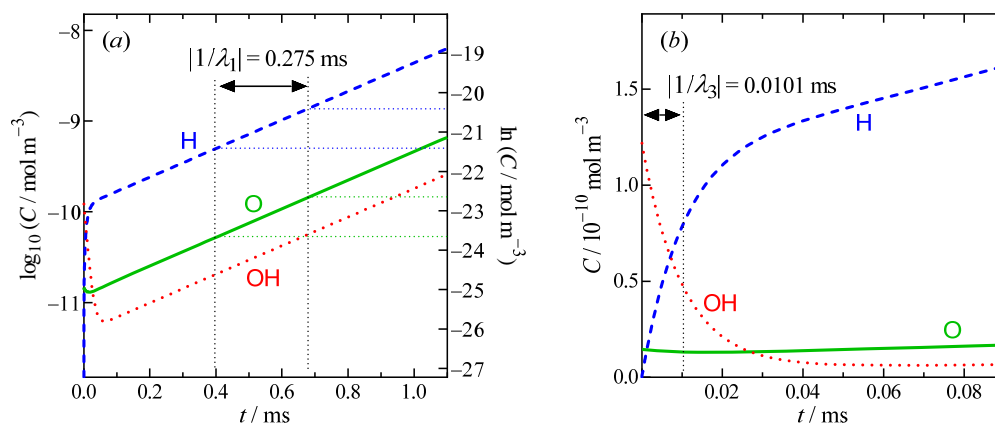 (a)
|1/λ₁| = 0.275 ms
H
O
OH
log₁₀ (C / mol m⁻³)
−8
−9
−10
−11
ln (C / mol m⁻³)
−19
−20
−21
−22
−23
−24
−25
−26
−27
0.0 0.2 0.4 0.6 0.8 1.0
t / ms
(b)
|1/λ₃| = 0.0101 ms
H
OH
O
C / 10⁻¹⁰ mol m⁻³
1.5
1.0
0.5
0.0
0.02 0.04 0.06 0.08
t / ms